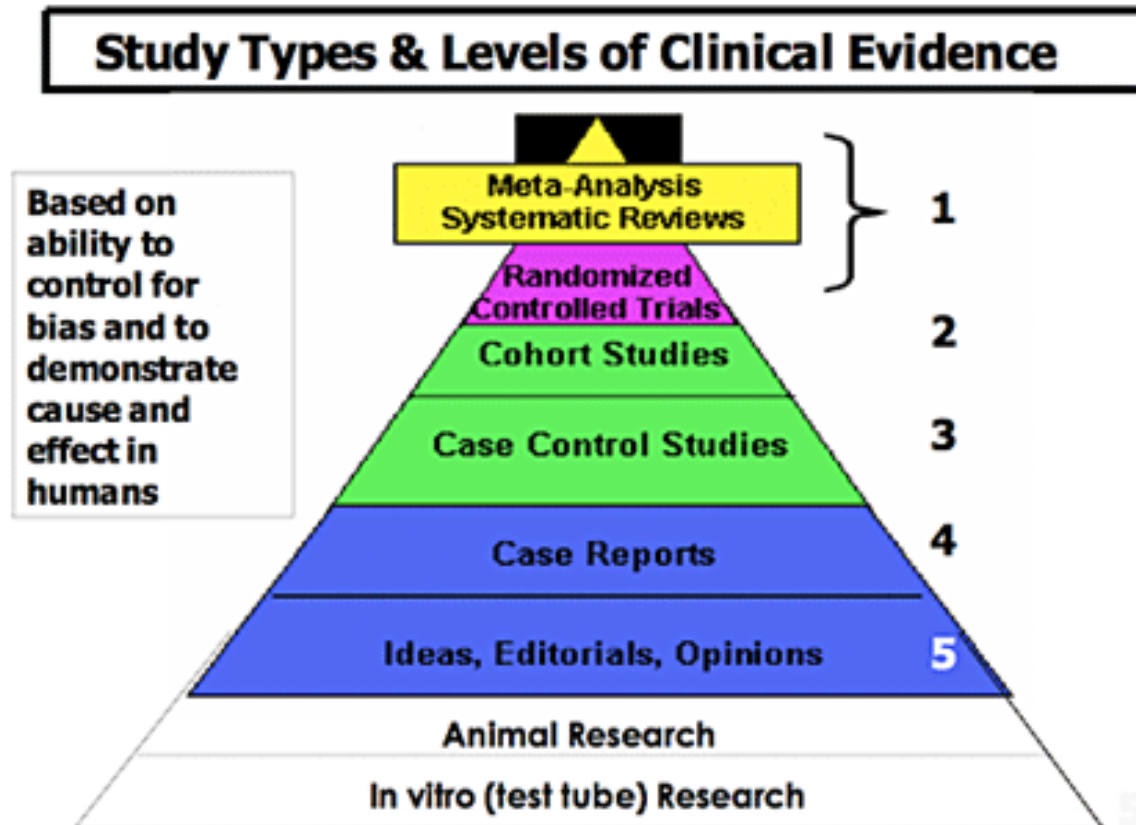 Study Types & Levels of Clinical Evidence
Based on
ability to
control for
bias and to
demonstrate
cause and
effect in
humans
Meta-Analysis
Systematic Reviews
1
Randomized
Controlled Trials
2
Cohort Studies
3
Case Control Studies
4
Case Reports
5
Ideas, Editorials, Opinions
Animal Research
In vitro (test tube) Research